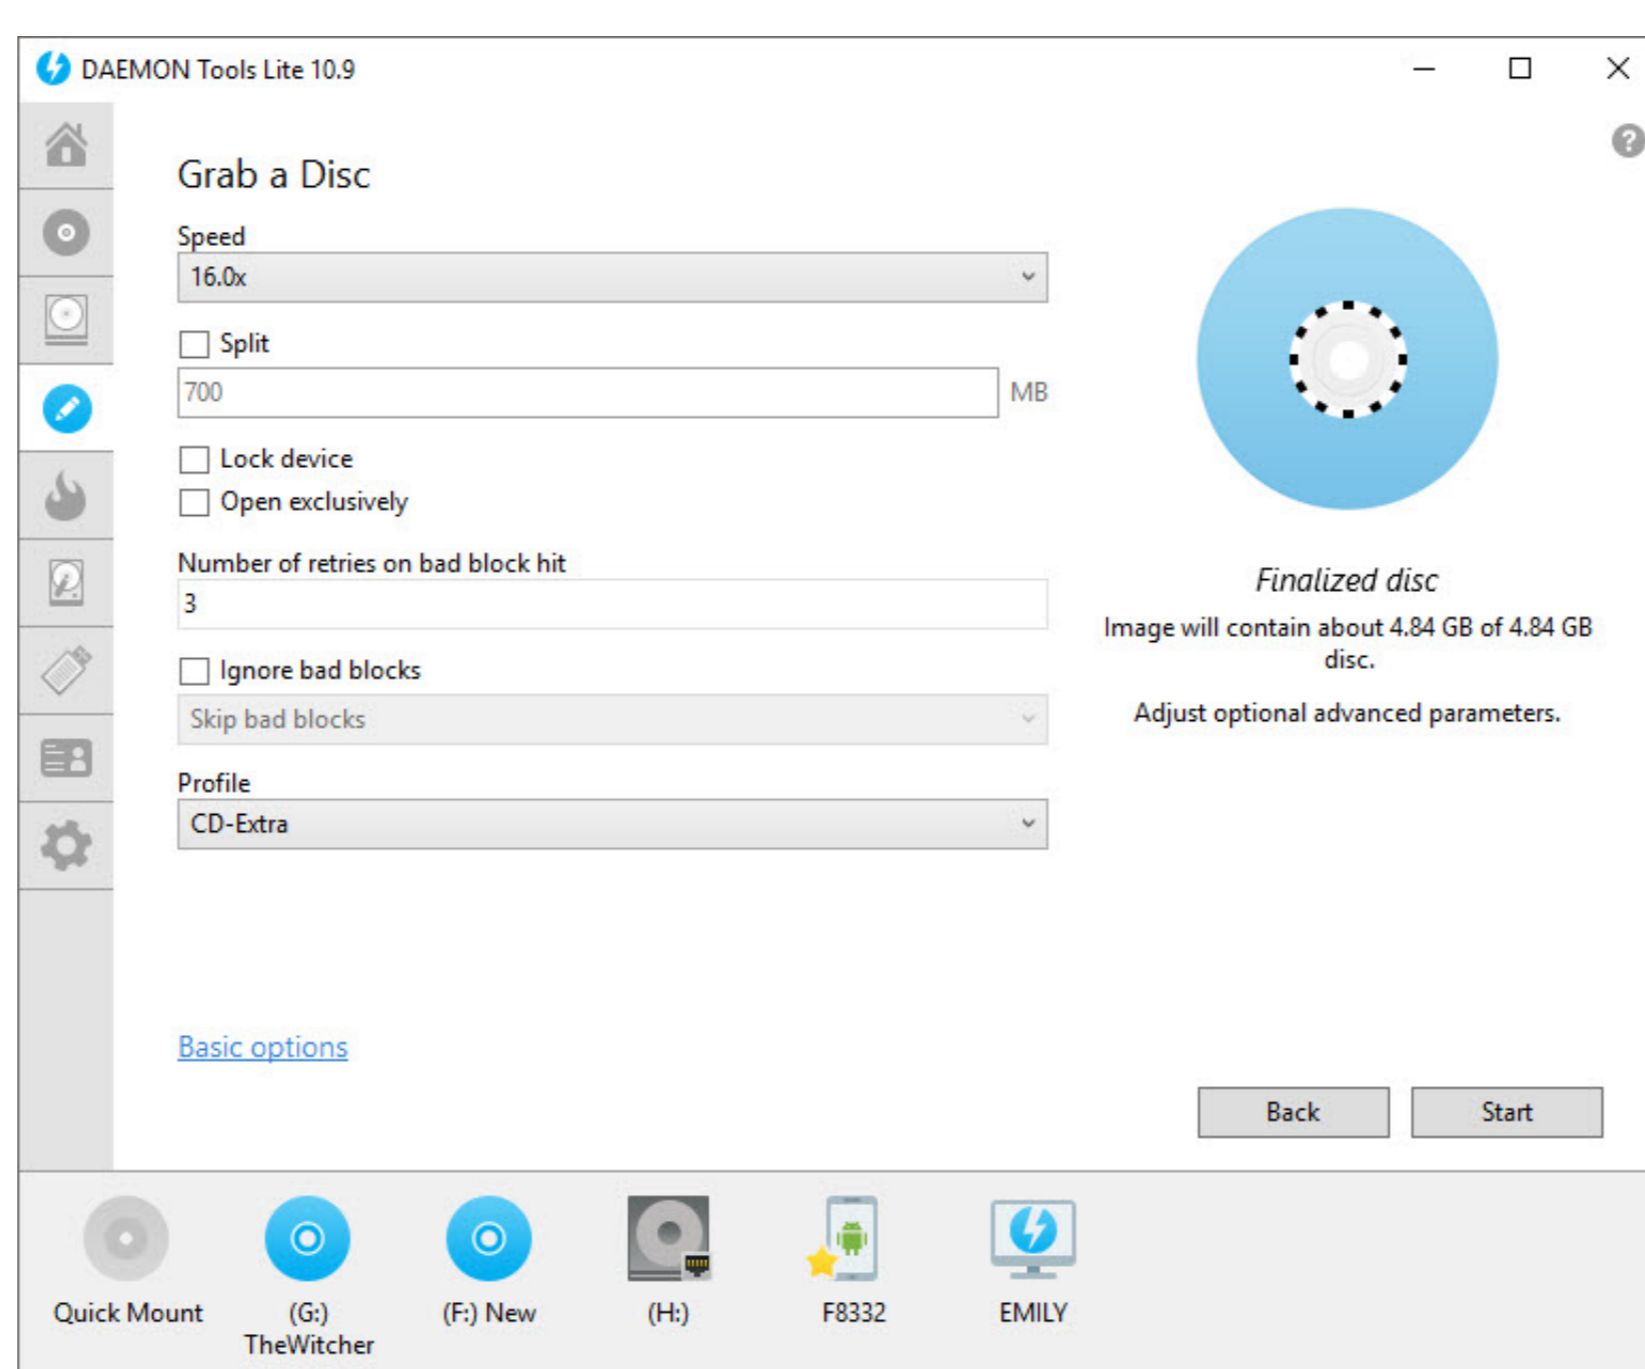 DAEMON Tools Lite 10.9
?
Grab a Disc
Speed
16.0x
Split
700 MB
Lock device
Open exclusively
Number of retries on bad block hit
3
Ignore bad blocks
Skip bad blocks
Profile
CD-Extra
Finalized disc
Image will contain about 4.84 GB of 4.84 GB
disc.
Adjust optional advanced parameters.
Basic options
Back
Start
Quick Mount
(G:)
TheWitcher
(F:) New
(H:)
F8332
EMILY